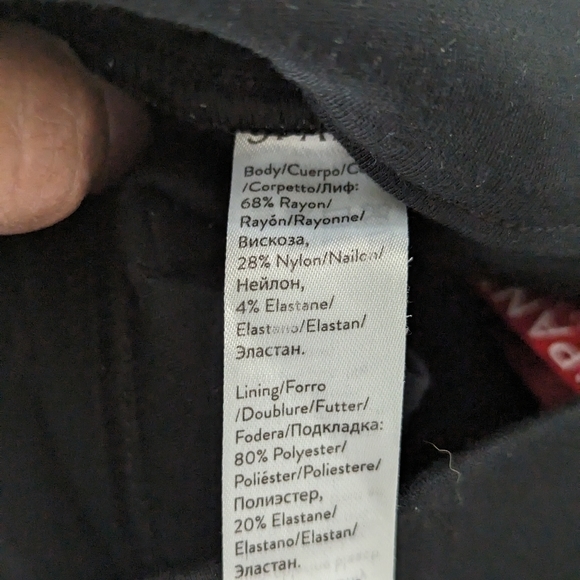 Body/Cuerpo/
/Corpetto/Лиф:
68% Rayon/
Rayón/Rayonne/
Вискоза,
28% Nylon/Nailon/
Нейлон,
4% Elastane/
Elastano/Elastan/
Эластан.
Lining/Forro
/Doublure/Futter/
Fodera/Подкладка:
80% Polyester/
Poliéster/Poliestere/
Полиэстер,
20% Elastane/
Elastano/Elastan/
Эластан.
SPAN